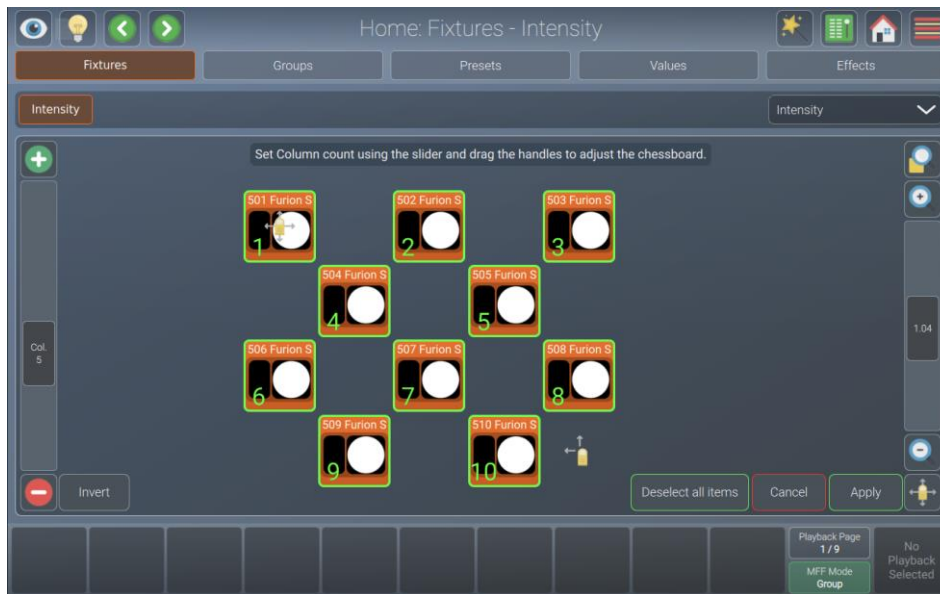 Home: Fixtures - Intensity
Fixtures
Groups
Presets
Values
Effects
Intensity
Intensity
Set Column count using the slider and drag the handles to adjust the chessboard.
501 Furion S
1
502 Furion S
2
503 Furion S
3
504 Furion S
4
505 Furion S
5
Col.
5
1.04
506 Furion S
6
507 Furion S
7
508 Furion S
8
509 Furion S
9
510 Furion S
10
Invert
Deselect all items
Cancel
Apply
Playback Page
1/9
MFF Mode
Group
No
Playback
Selected